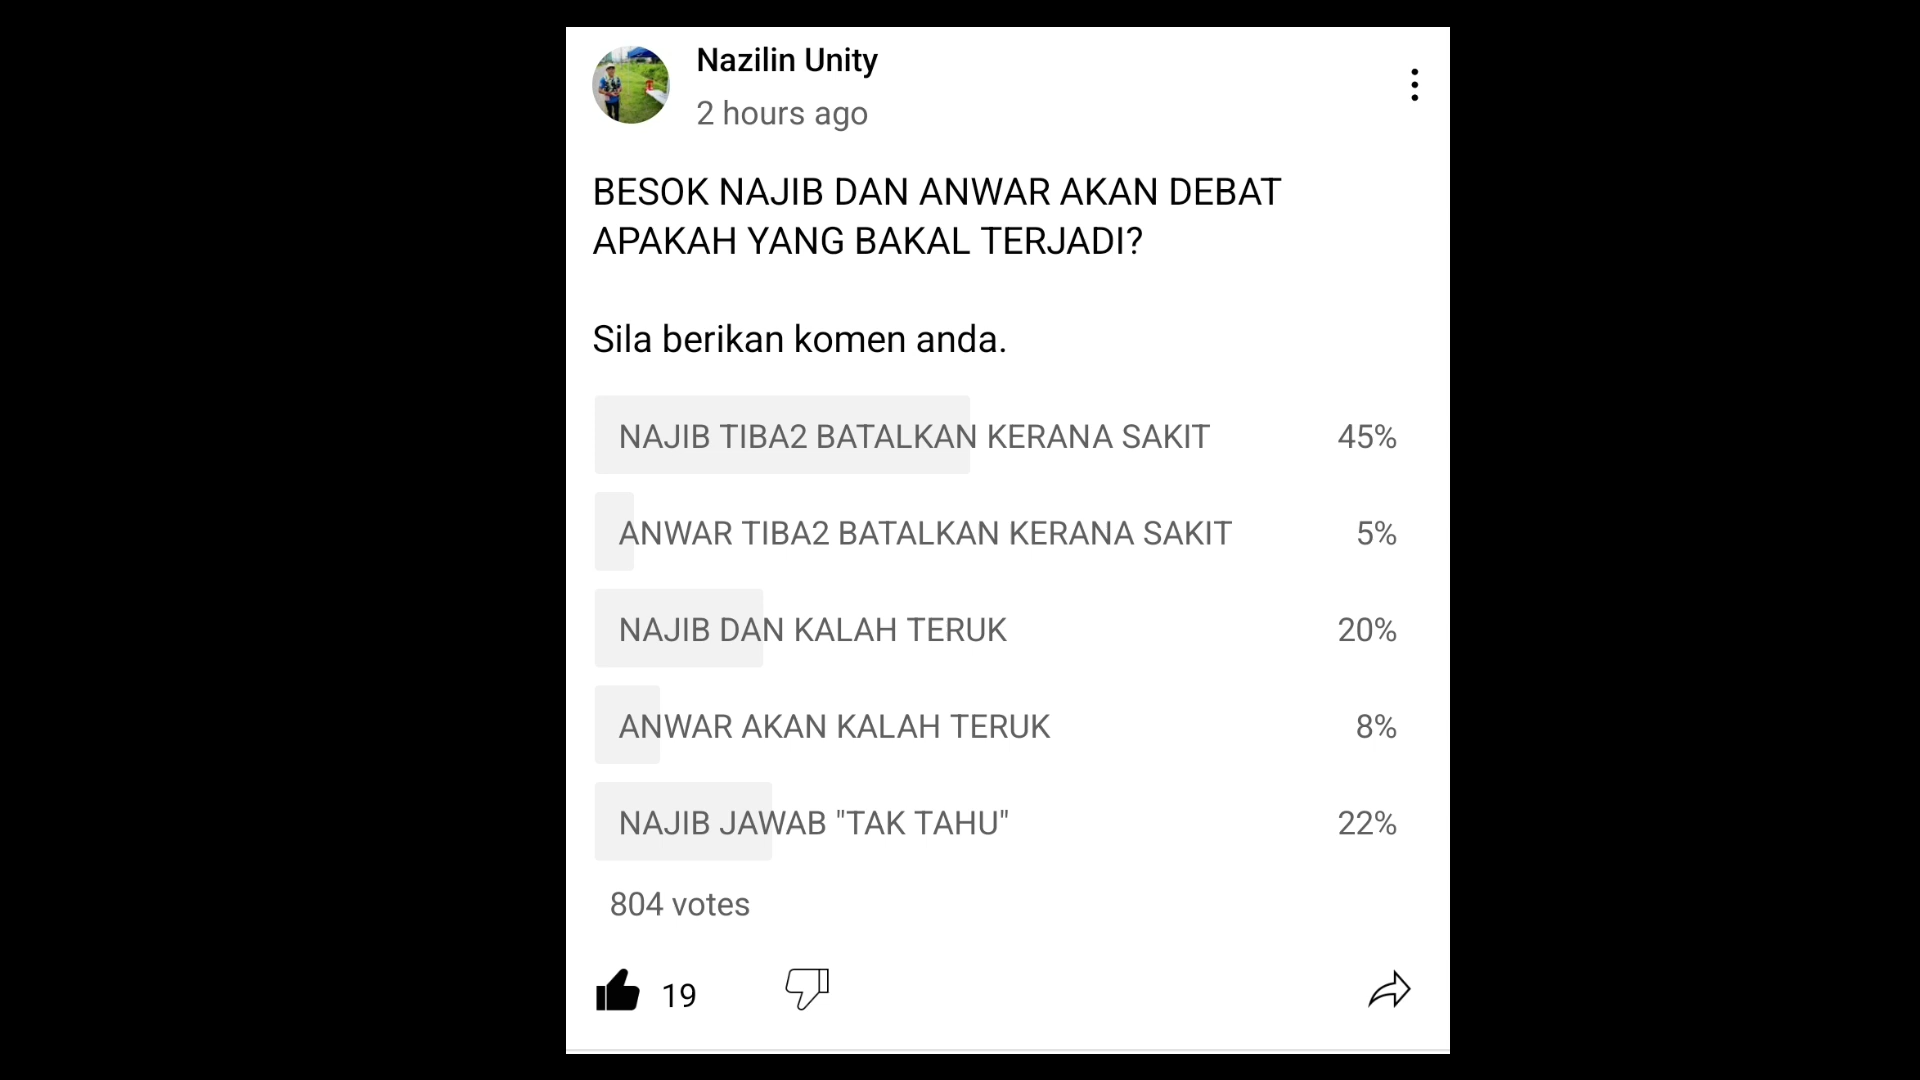 Nazilin Unity
2 hours ago
BESOK NAJIB DAN ANWAR AKAN DEBAT
APAKAH YANG BAKAL TERJADI?
Sila berikan komen anda.
NAJIB TIBA2 BATALKAN KERANA SAKIT 45%
ANWAR TIBA2 BATALKAN KERANA SAKIT 5%
NAJIB DAN KALAH TERUK 20%
ANWAR AKAN KALAH TERUK 8%
NAJIB JAWAB "TAK TAHU" 22%
804 votes
19